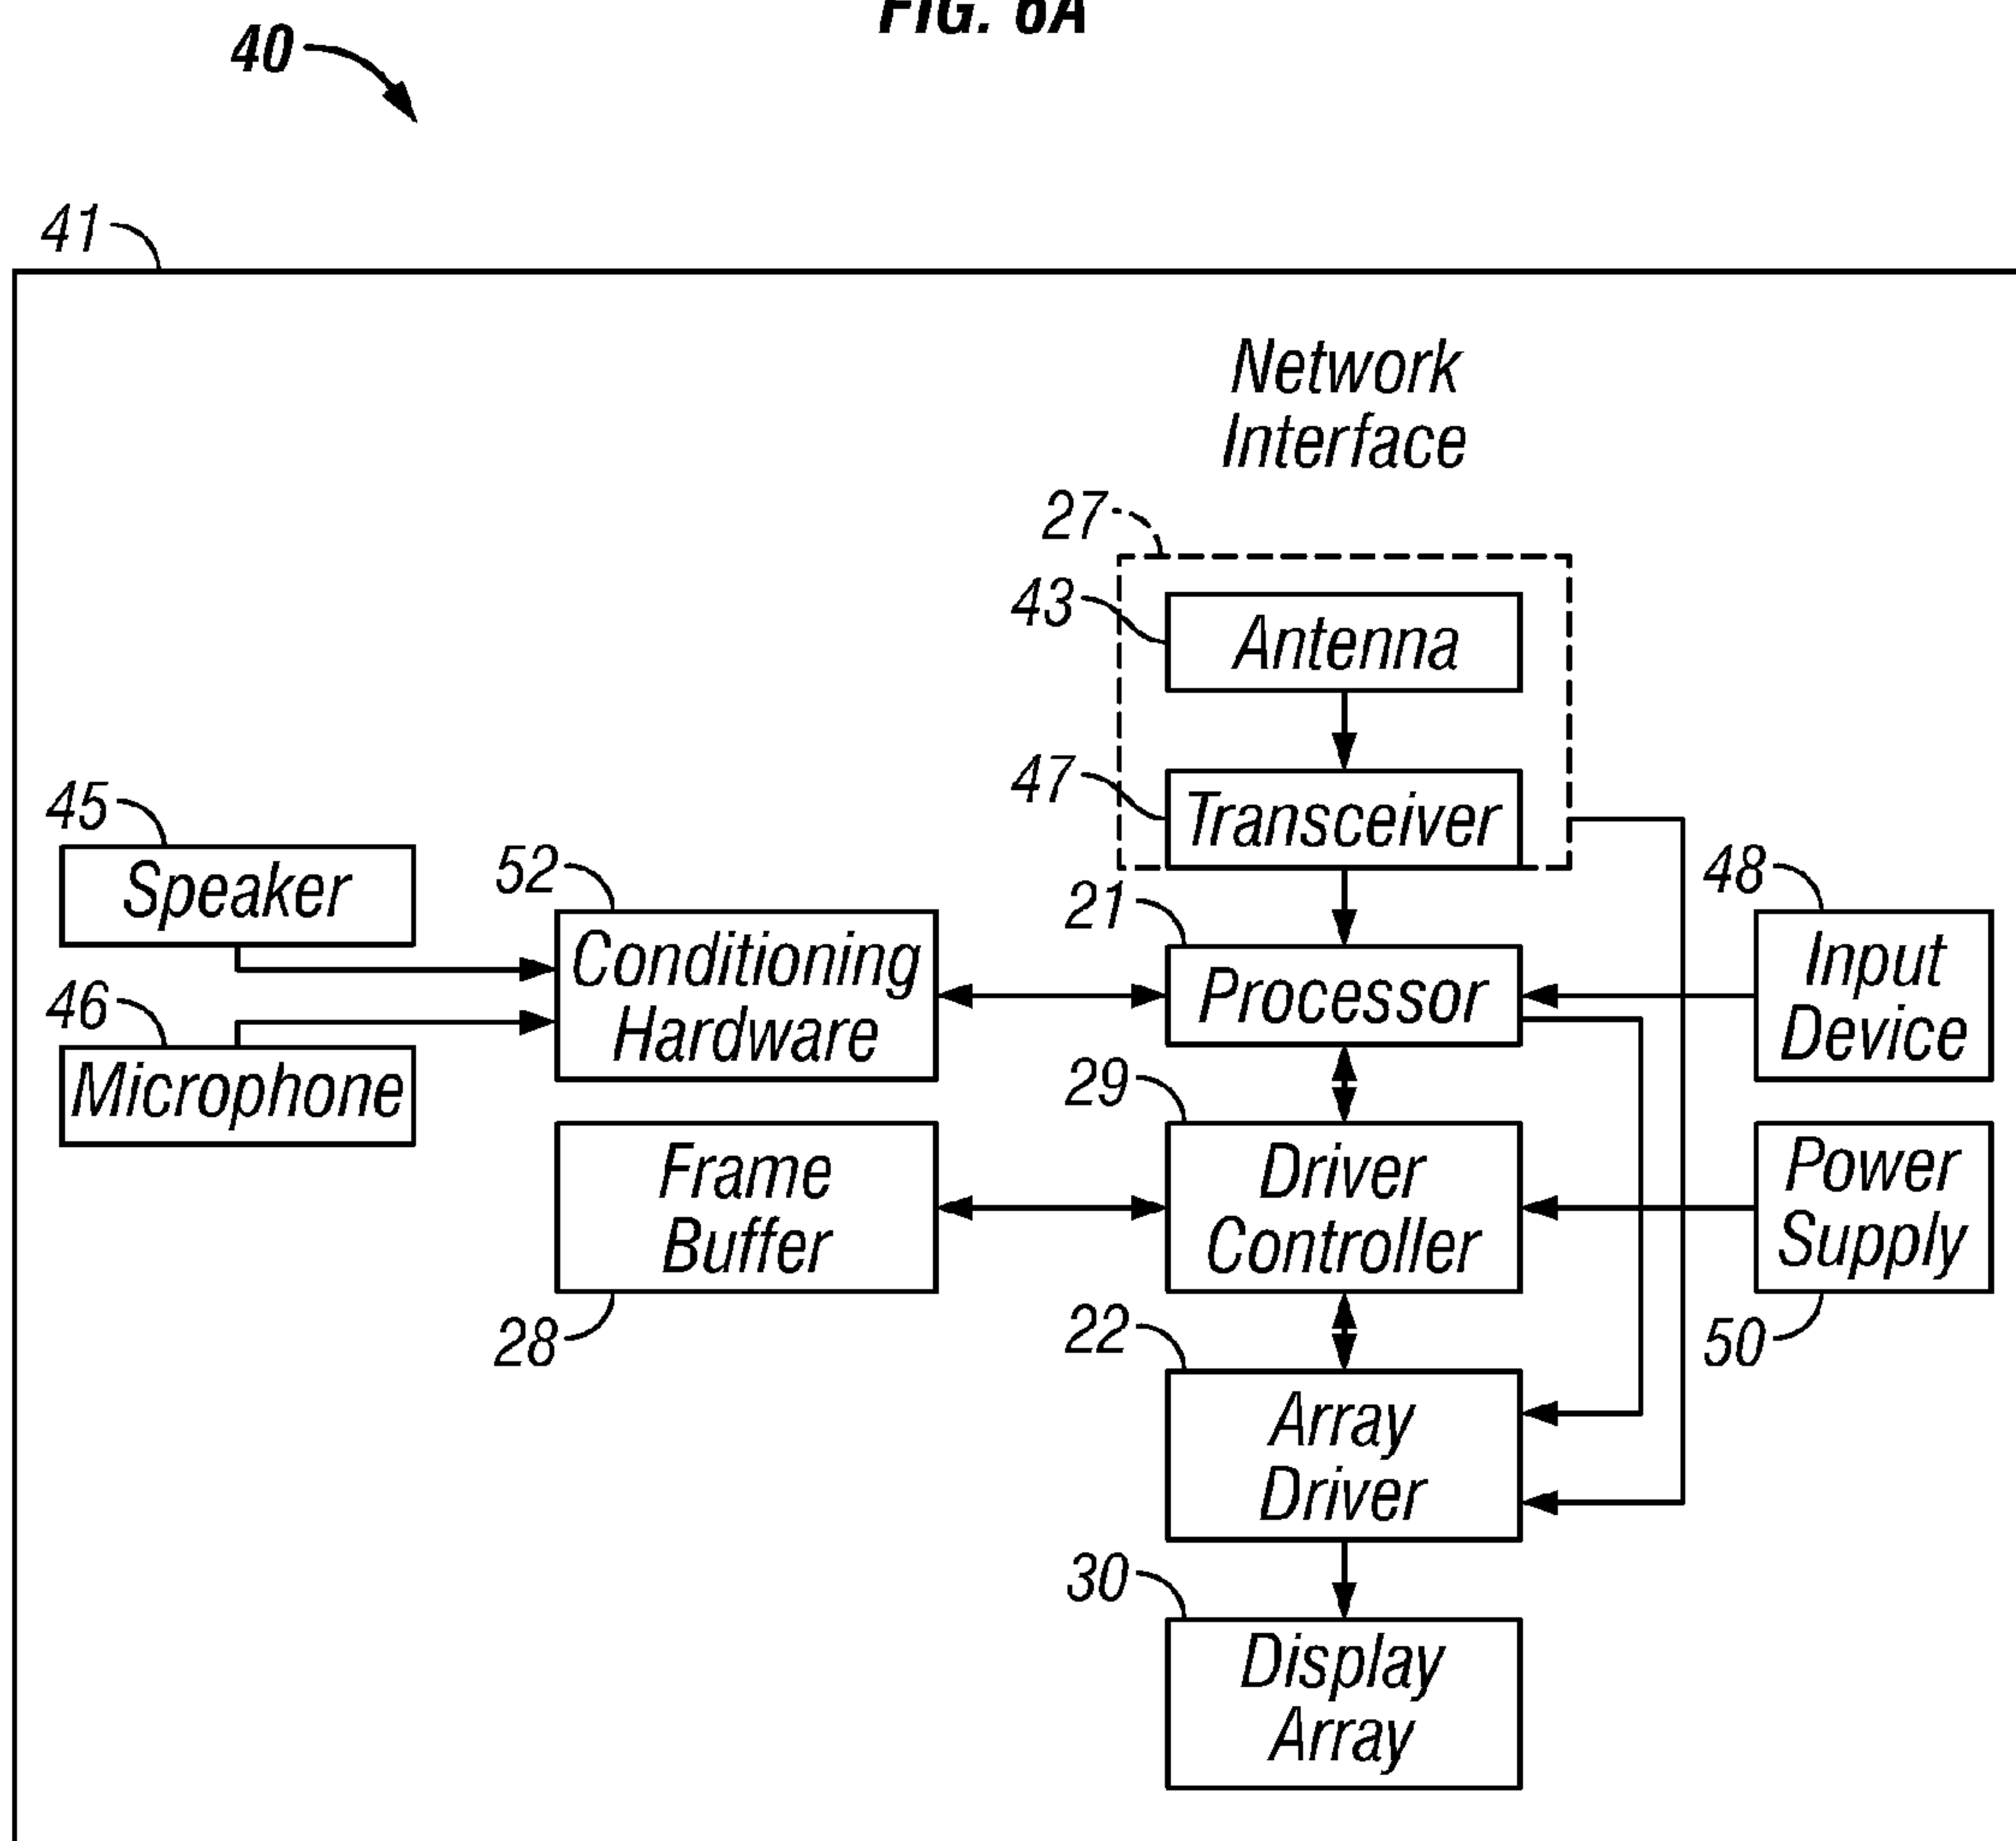 FIG.
40
41
Network
Interface
27
43
Antenna
47
Transceiver
45
Speaker
52
Conditioning
Hardware
21
Processor
48
Input
Device
46
Microphone
29
Driver
Controller
Frame
Buffer
28
Power
Supply
50
22
Array
Driver
30
Display
Array